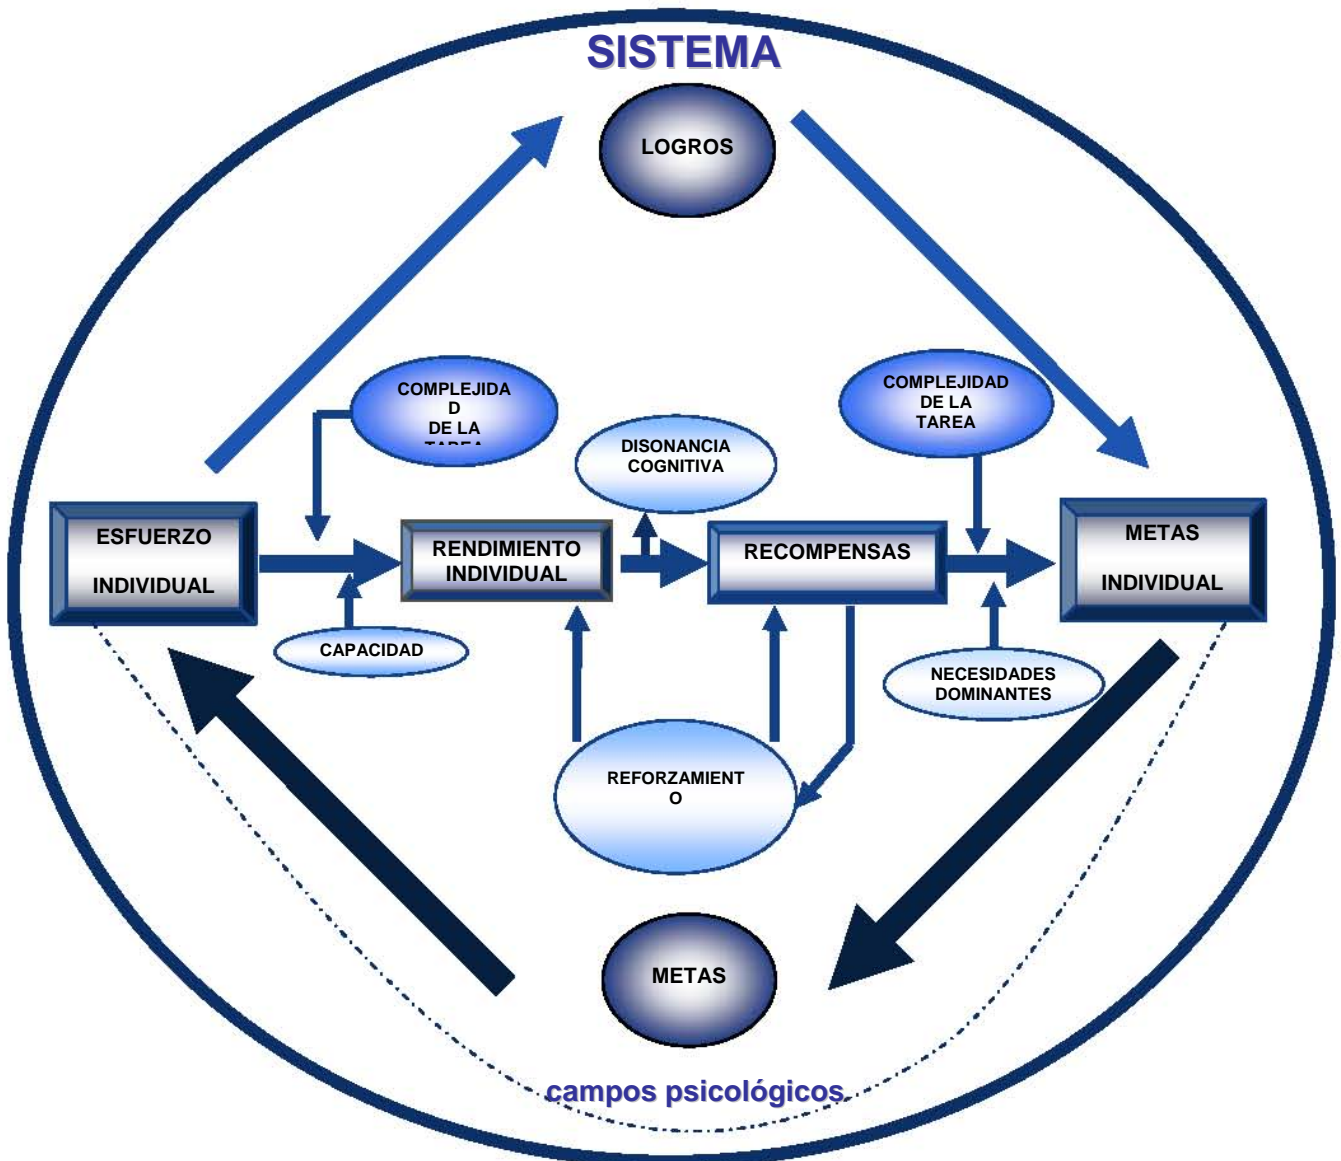 SISTEMA
LOGROS
COMPLEJIDA
D
DE LA
TAREA
COMPLEJIDAD
DE LA
TAREA
DISONANCIA
COGNITIVA
ESFUERZO
INDIVIDUAL
RENDIMIENTO
INDIVIDUAL
RECOMPENSAS
METAS
INDIVIDUAL
CAPACIDAD
NECESIDADES
DOMINANTES
REFORZAMIENT
O
METAS
campos psicológicos